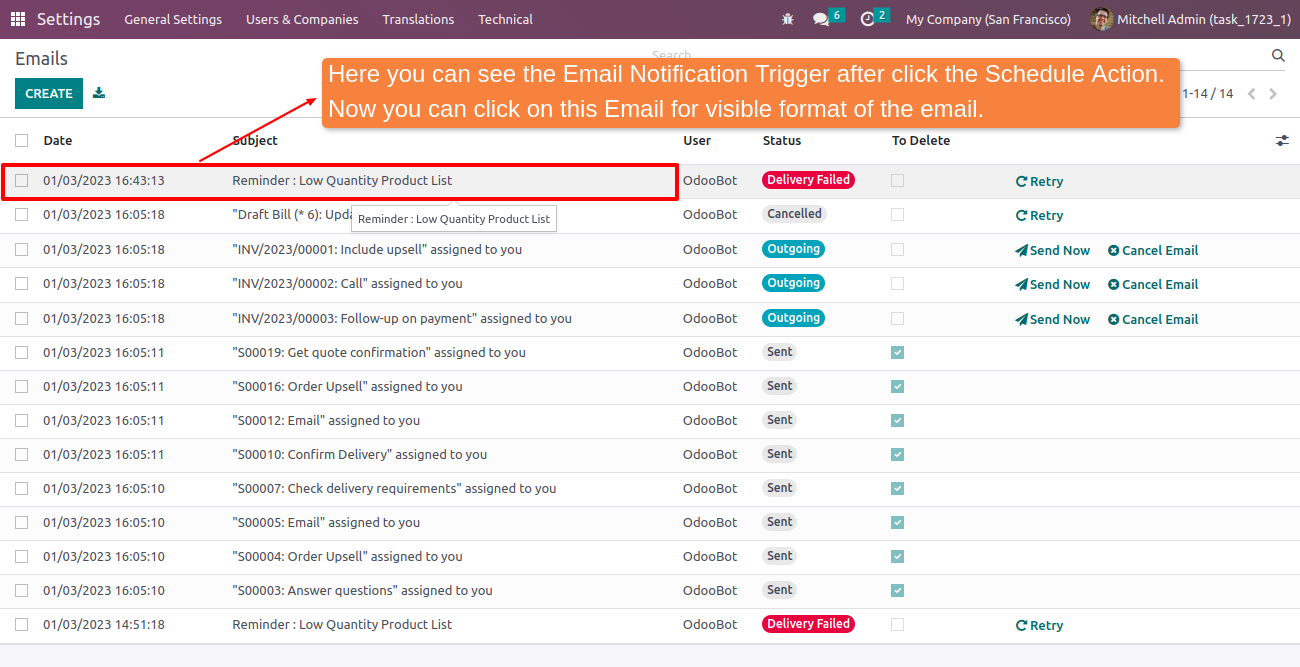 Settings General Settings Users & Companies Translations Technical 6 2 My Company (San Francisco) Mitchell Admin (task_1723_1)
Emails Search
Here you can see the Email Notification Trigger after click the Schedule Action.
Now you can click on this Email for visible format of the email.
CREATE 1-14 / 14
Date Subject User Status To Delete
01/03/2023 16:43:13 Reminder : Low Quantity Product List OdooBot Delivery Failed Retry
01/03/2023 16:05:18 "Draft Bill (* 6): Upda OdooBot Cancelled Retry
Reminder : Low Quantity Product List
01/03/2023 16:05:18 "INV/2023/00001: Include upsell" assigned to you OdooBot Outgoing Send Now Cancel Email
01/03/2023 16:05:18 "INV/2023/00002: Call" assigned to you OdooBot Outgoing Send Now Cancel Email
01/03/2023 16:05:18 "INV/2023/00003: Follow-up on payment" assigned to you OdooBot Outgoing Send Now Cancel Email
01/03/2023 16:05:11 "S00019: Get quote confirmation" assigned to you OdooBot Sent
01/03/2023 16:05:11 "S00016: Order Upsell" assigned to you OdooBot Sent
01/03/2023 16:05:11 "S00012: Email" assigned to you OdooBot Sent
01/03/2023 16:05:11 "S00010: Confirm Delivery" assigned to you OdooBot Sent
01/03/2023 16:05:10 "S00007: Check delivery requirements" assigned to you OdooBot Sent
01/03/2023 16:05:10 "S00005: Email" assigned to you OdooBot Sent
01/03/2023 16:05:10 "S00004: Order Upsell" assigned to you OdooBot Sent
01/03/2023 16:05:10 "S00003: Answer questions" assigned to you OdooBot Sent
01/03/2023 14:51:18 Reminder : Low Quantity Product List OdooBot Delivery Failed Retry